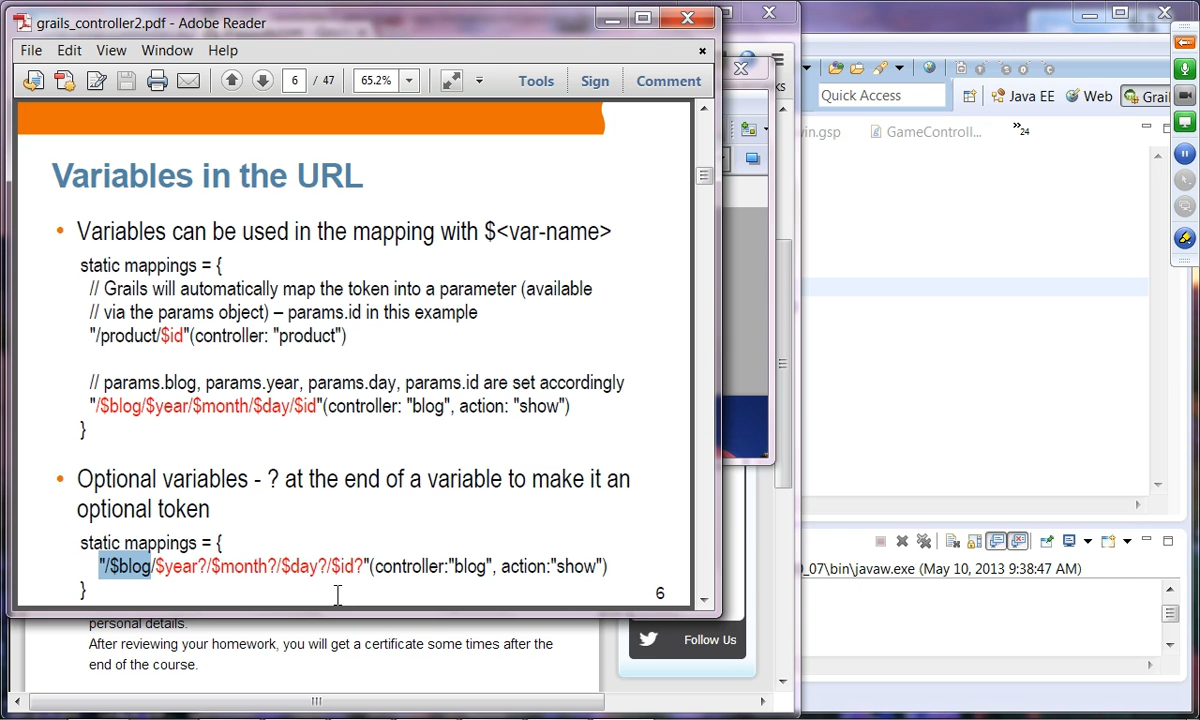 grails_controller2.pdf - Adobe Reader
File Edit View Window Help
6 / 47 65.2% Tools Sign Comment
Variables in the URL
• Variables can be used in the mapping with $<var-name>
static mappings = {
// Grails will automatically map the token into a parameter (available
// via the params object) – params.id in this example
"/product/$id"(controller: "product")
// params.blog, params.year, params.day, params.id are set accordingly
"/$blog/$year/$month/$day/$id"(controller: "blog", action: "show")
}
• Optional variables - ? at the end of a variable to make it an
optional token
static mappings = {
"/$blog/$year?/$month?/$day?/$id?"(controller:"blog", action:"show")
}
6
personal details.
After reviewing your homework, you will get a certificate some times after the
end of the course.
Follow Us
Quick Access
Java EE Web Grai
in.gsp GameControll... 24
_07\bin\javaw.exe (May 10, 2013 9:38:47 AM)